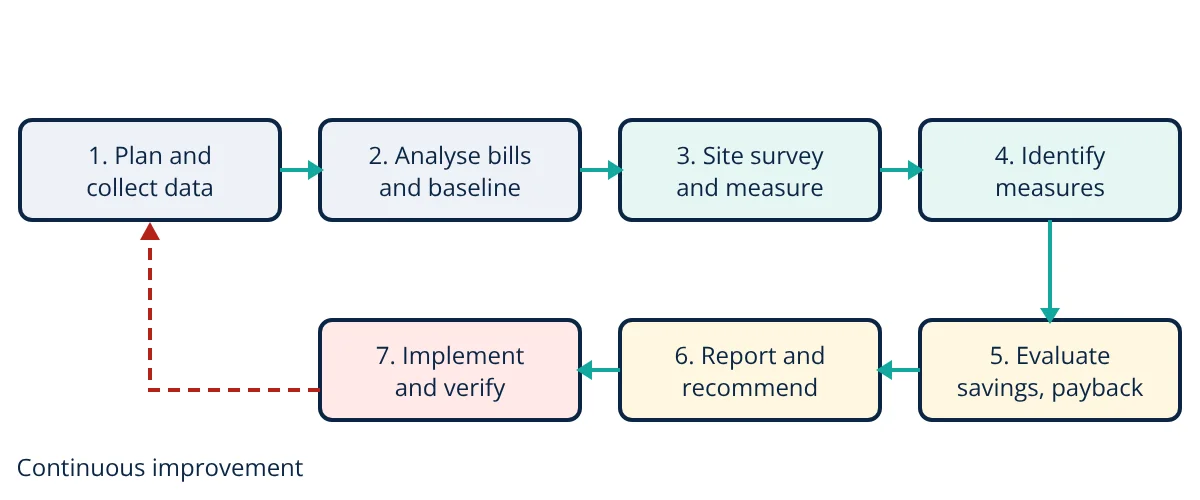 1. Plan and
collect data
2. Analyse bills
and baseline
3. Site survey
and measure
4. Identify
measures
5. Evaluate
savings, payback
6. Report and
recommend
7. Implement
and verify
Continuous improvement